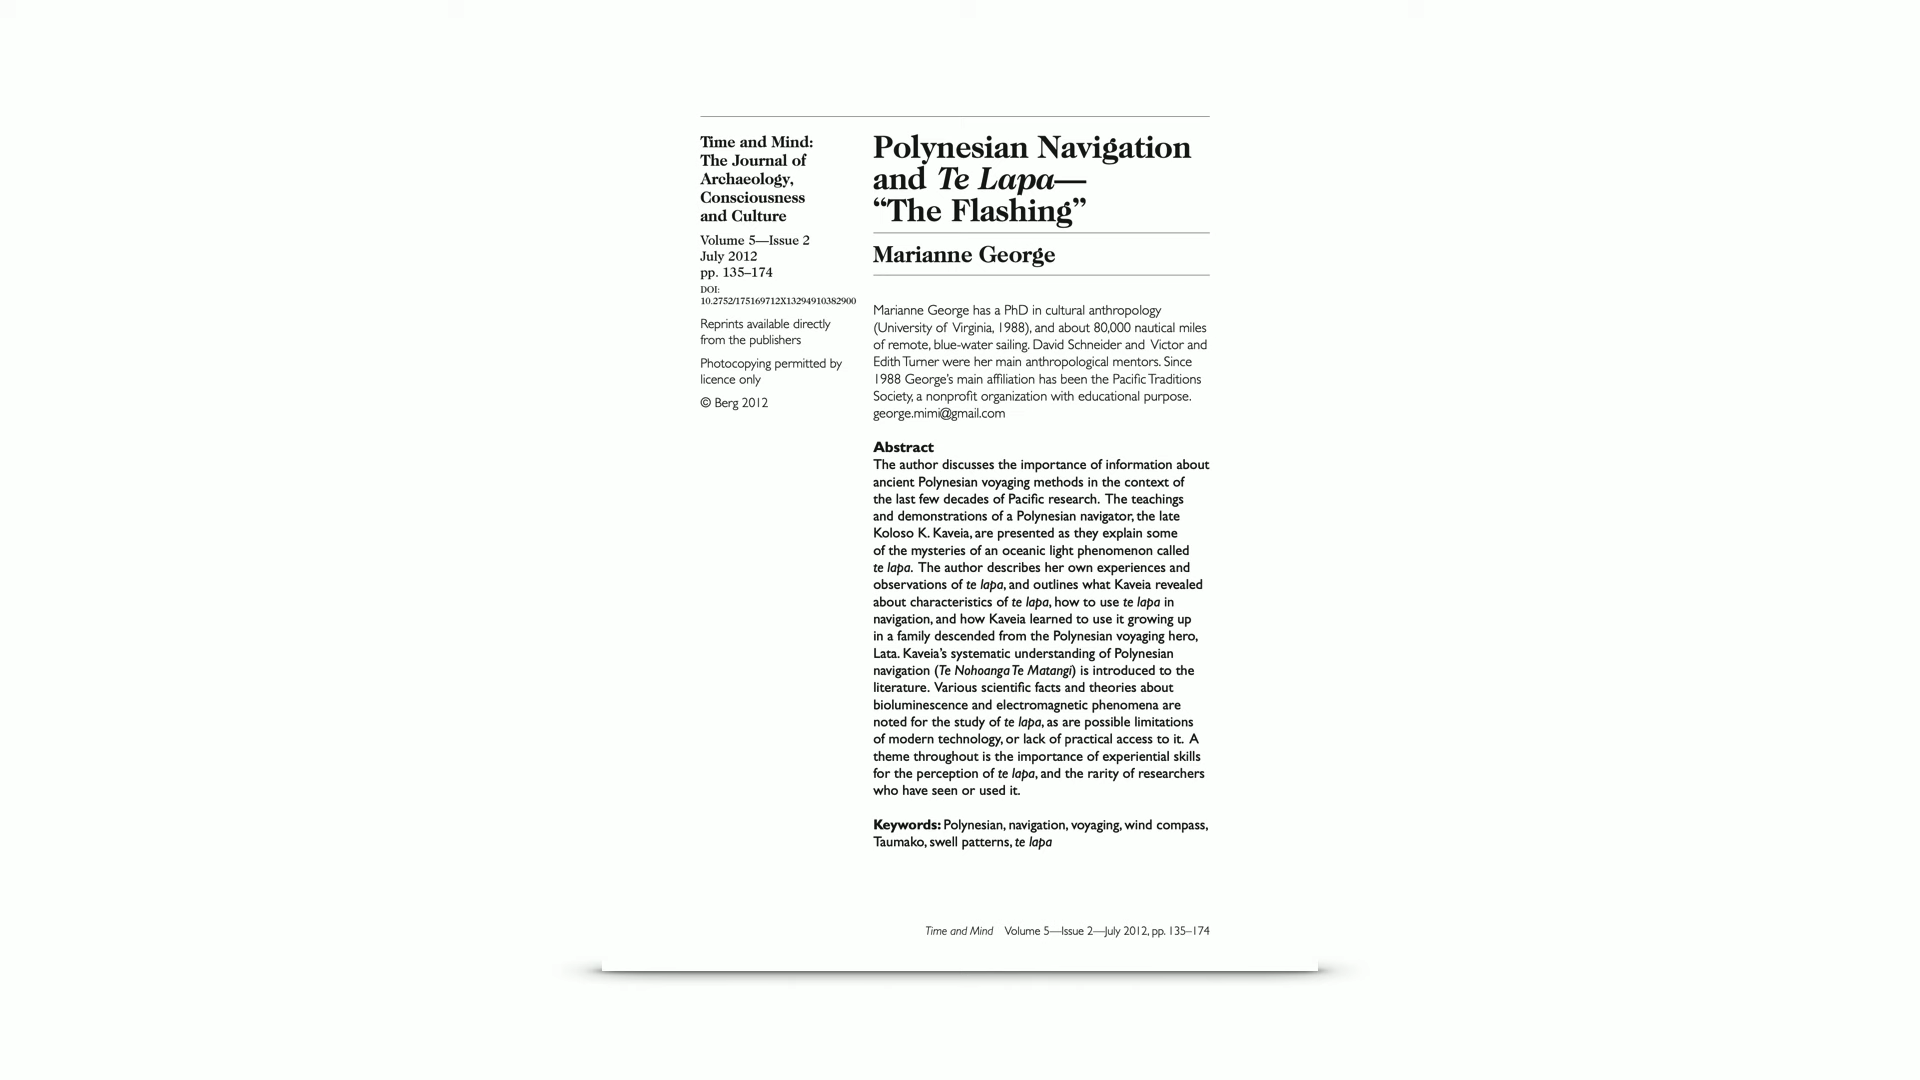 Time and Mind:
The Journal of
Archaeology,
Consciousness
and Culture
Volume 5—Issue 2
July 2012
pp. 135–174
DOI:
10.2752/175169712X13294910382900
Reprints available directly
from the publishers
Photocopying permitted by
licence only
© Berg 2012
Polynesian Navigation
and Te Lapa—
“The Flashing”
Marianne George
Marianne George has a PhD in cultural anthropology
(University of Virginia, 1988), and about 80,000 nautical miles
of remote, blue-water sailing. David Schneider and Victor and
Edith Turner were her main anthropological mentors. Since
1988 George’s main affiliation has been the Pacific Traditions
Society, a nonprofit organization with educational purpose.
george.mimi@gmail.com
Abstract
The author discusses the importance of information about
ancient Polynesian voyaging methods in the context of
the last few decades of Pacific research. The teachings
and demonstrations of a Polynesian navigator, the late
Koloso K. Kaveia, are presented as they explain some
of the mysteries of an oceanic light phenomenon called
te lapa. The author describes her own experiences and
observations of te lapa, and outlines what Kaveia revealed
about characteristics of te lapa, how to use te lapa in
navigation, and how Kaveia learned to use it growing up
in a family descended from the Polynesian voyaging hero,
Lata. Kaveia’s systematic understanding of Polynesian
navigation (Te Nohoanga Te Matangi) is introduced to the
literature. Various scientific facts and theories about
bioluminescence and electromagnetic phenomena are
noted for the study of te lapa, as are possible limitations
of modern technology, or lack of practical access to it. A
theme throughout is the importance of experiential skills
for the perception of te lapa, and the rarity of researchers
who have seen or used it.
Keywords: Polynesian, navigation, voyaging, wind compass,
Taumako, swell patterns, te lapa
Time and Mind Volume 5—Issue 2—July 2012, pp. 135–174